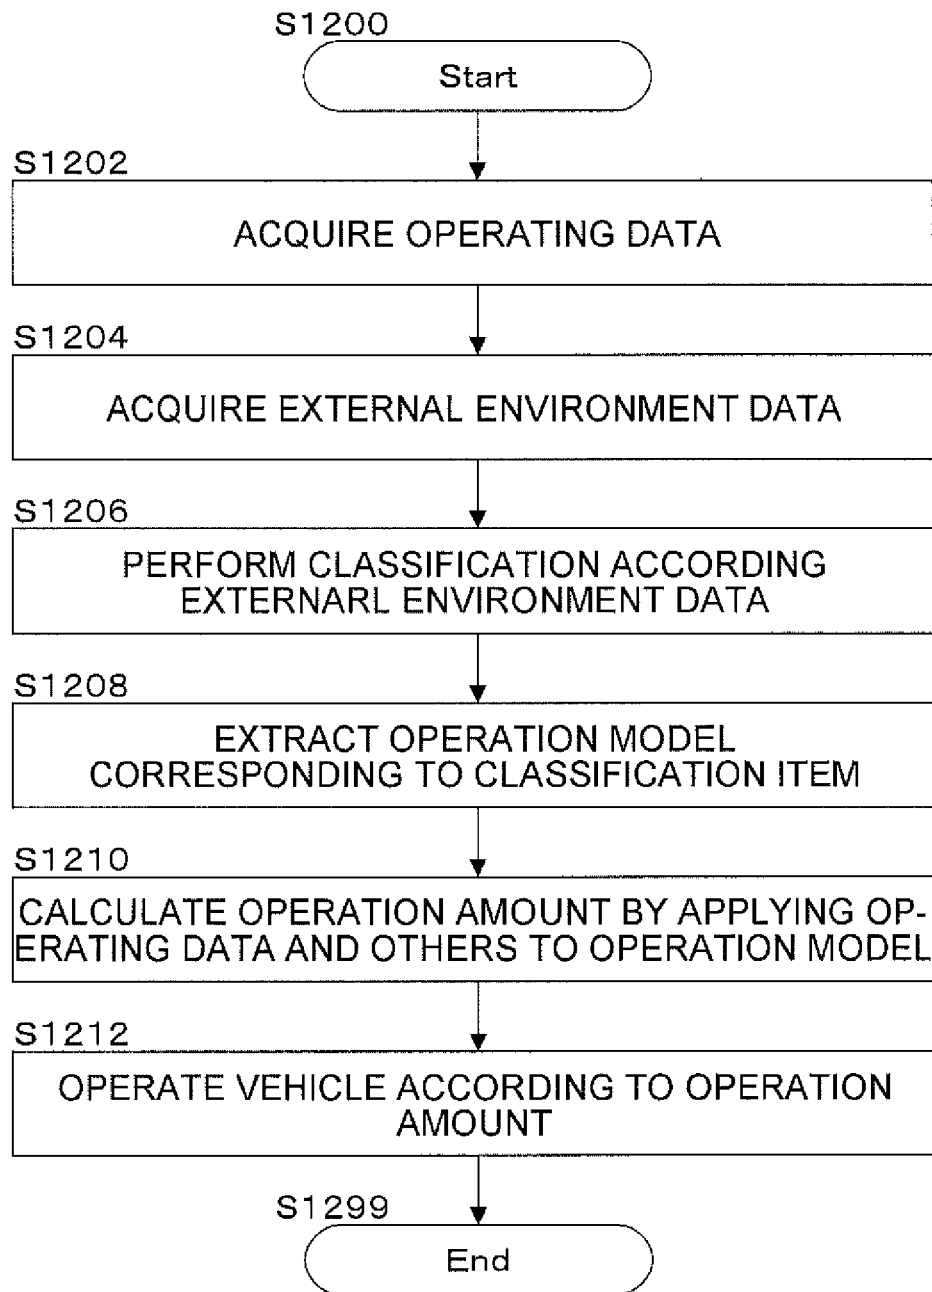 S1200
Start
S1202
ACQUIRE OPERATING DATA
S1204
ACQUIRE EXTERNAL ENVIRONMENT DATA
S1206
PERFORM CLASSIFICATION ACCORDING
EXTERNARL ENVIRONMENT DATA
S1208
EXTRACT OPERATION MODEL
CORRESPONDING TO CLASSIFICATION ITEM
S1210
CALCULATE OPERATION AMOUNT BY APPLYING OP-
ERATING DATA AND OTHERS TO OPERATION MODEL
S1212
OPERATE VEHICLE ACCORDING TO OPERATION
AMOUNT
S1299
End